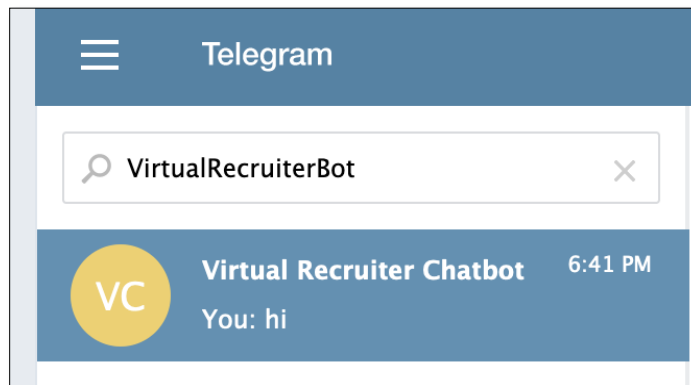 Telegram
VirtualRecruiterBot
VC
Virtual Recruiter Chatbot 6:41 PM
You: hi